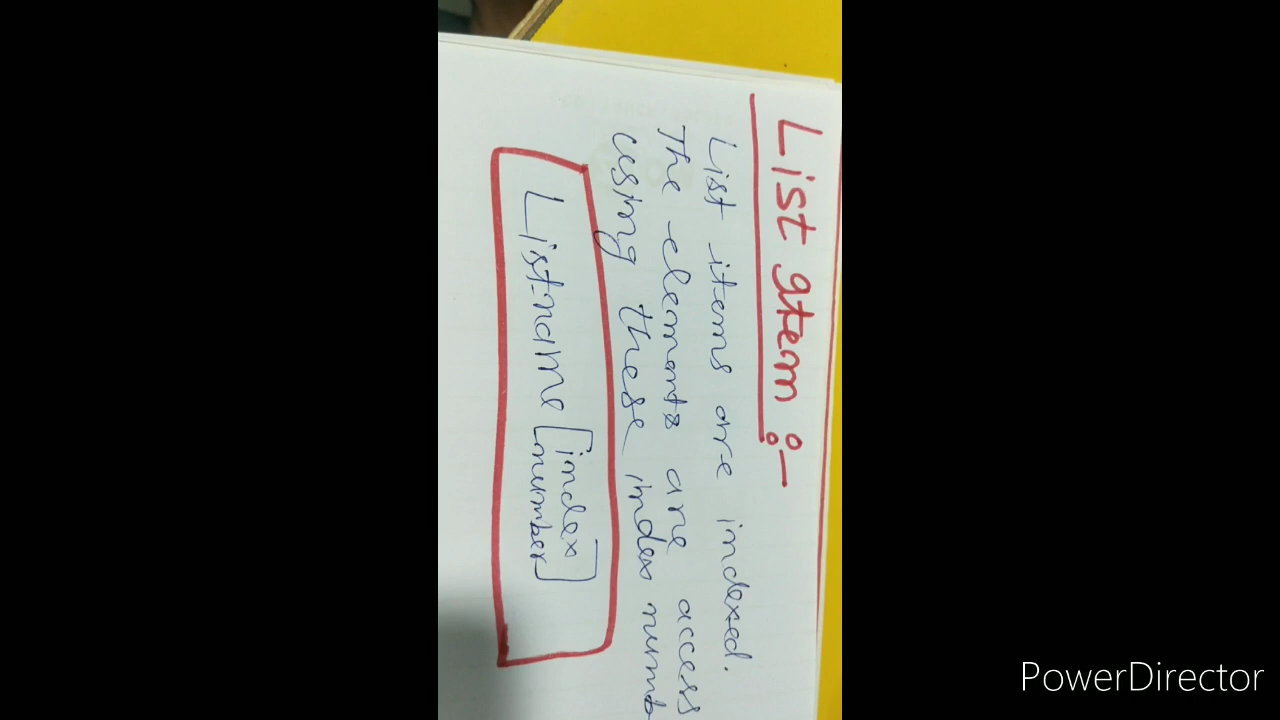 List Item :-
List items are indexed.
The elements are access
using these index numb
Listname [index
number]
PowerDirector